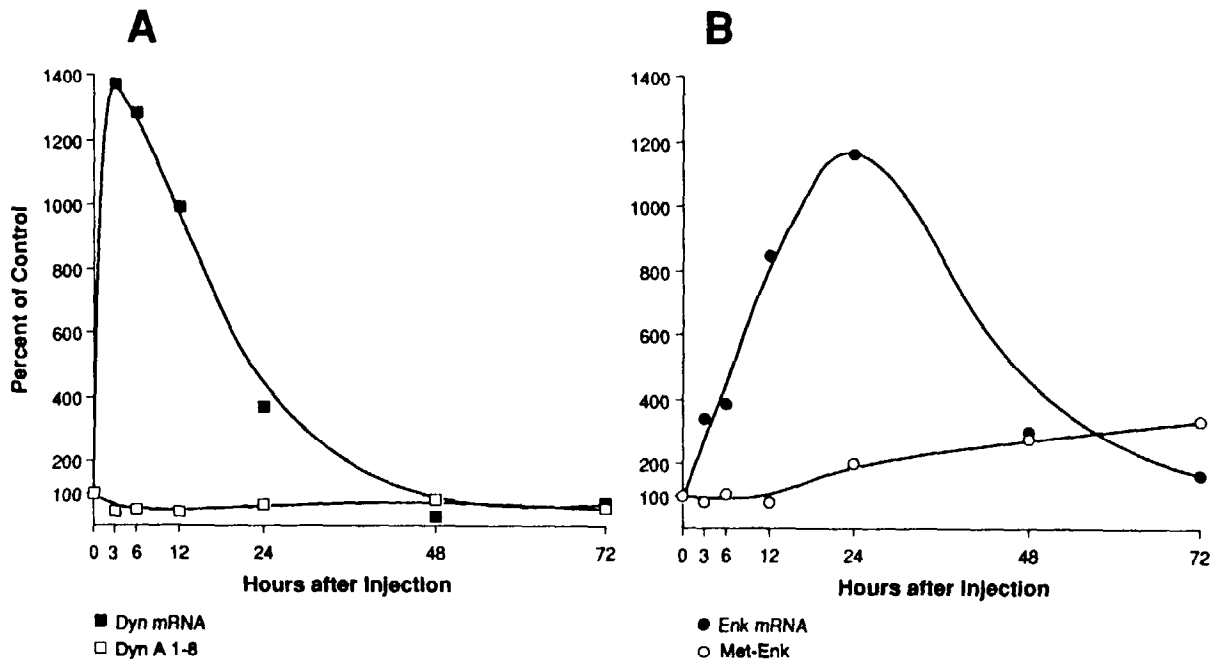 A
1400
1200
1000
800
600
400
200
100
Percent of Control
0 3 6 12 24 48 72
Hours after Injection
■ Dyn mRNA
□ Dyn A 1-8
B
1400
1200
1000
800
600
400
200
100
0 3 6 12 24 48 72
Hours after Injection
● Enk mRNA
○ Met-Enk